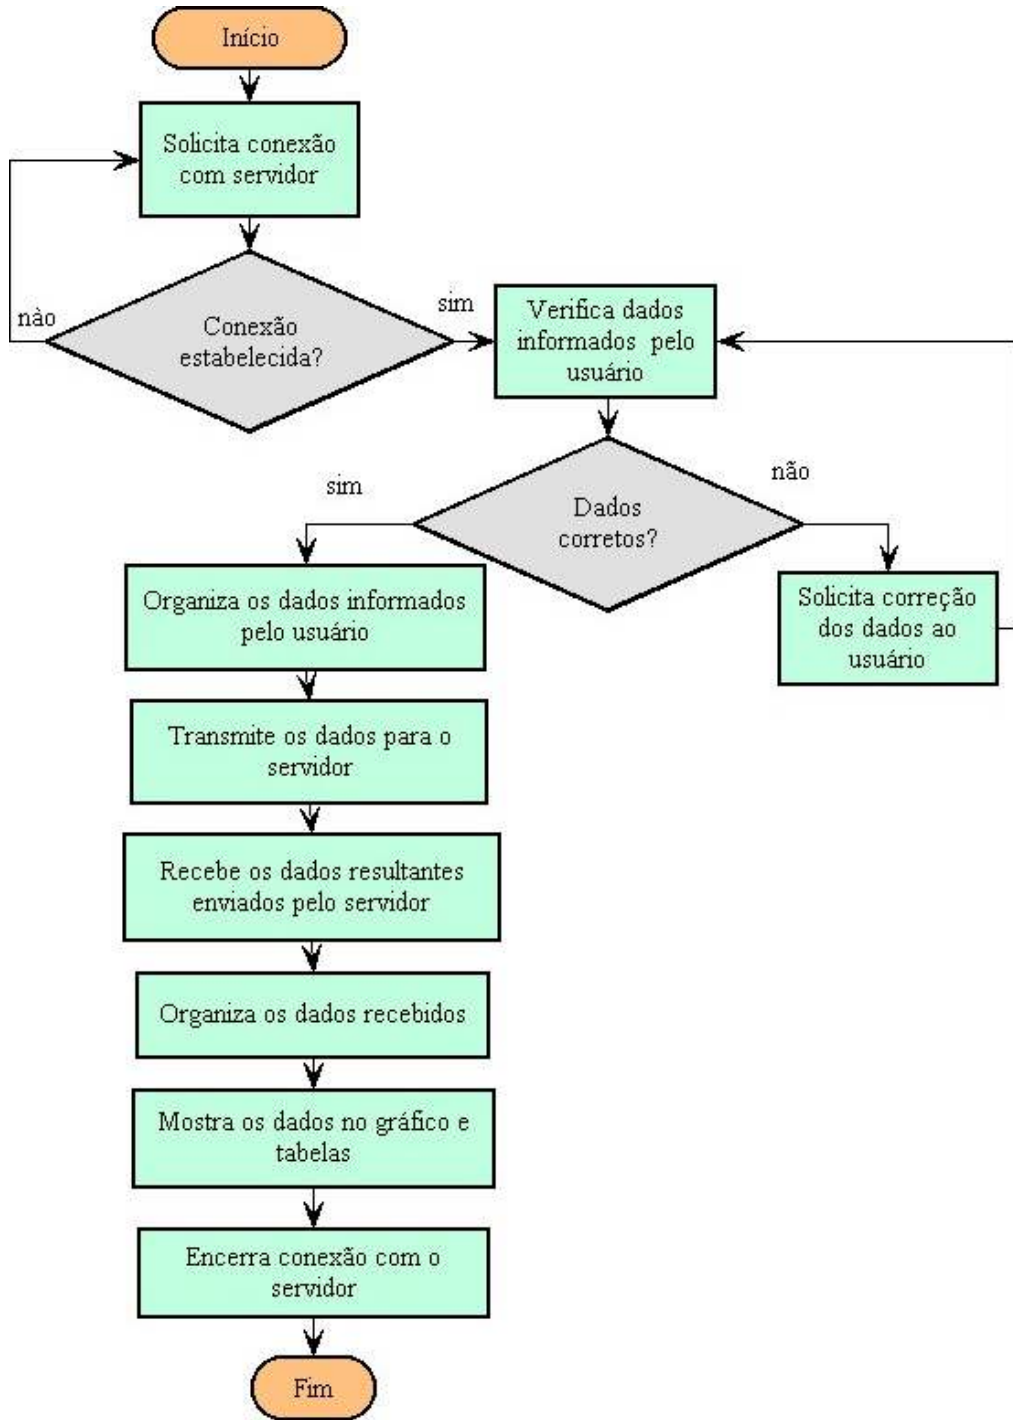 Início
Solicita conexão
com servidor
nào
Conexão
estabelecida?
sim
Verifica dados
informados pelo
usuário
sim
Dados
corretos?
não
Organiza os dados informados
pelo usuário
Solicita correção
dos dados ao
usuário
Transmite os dados para o
servidor
Recebe os dados resultantes
enviados pelo servidor
Organiza os dados recebidos
Mostra os dados no gráfico e
tabelas
Encerra conexão com o
servidor
Fim